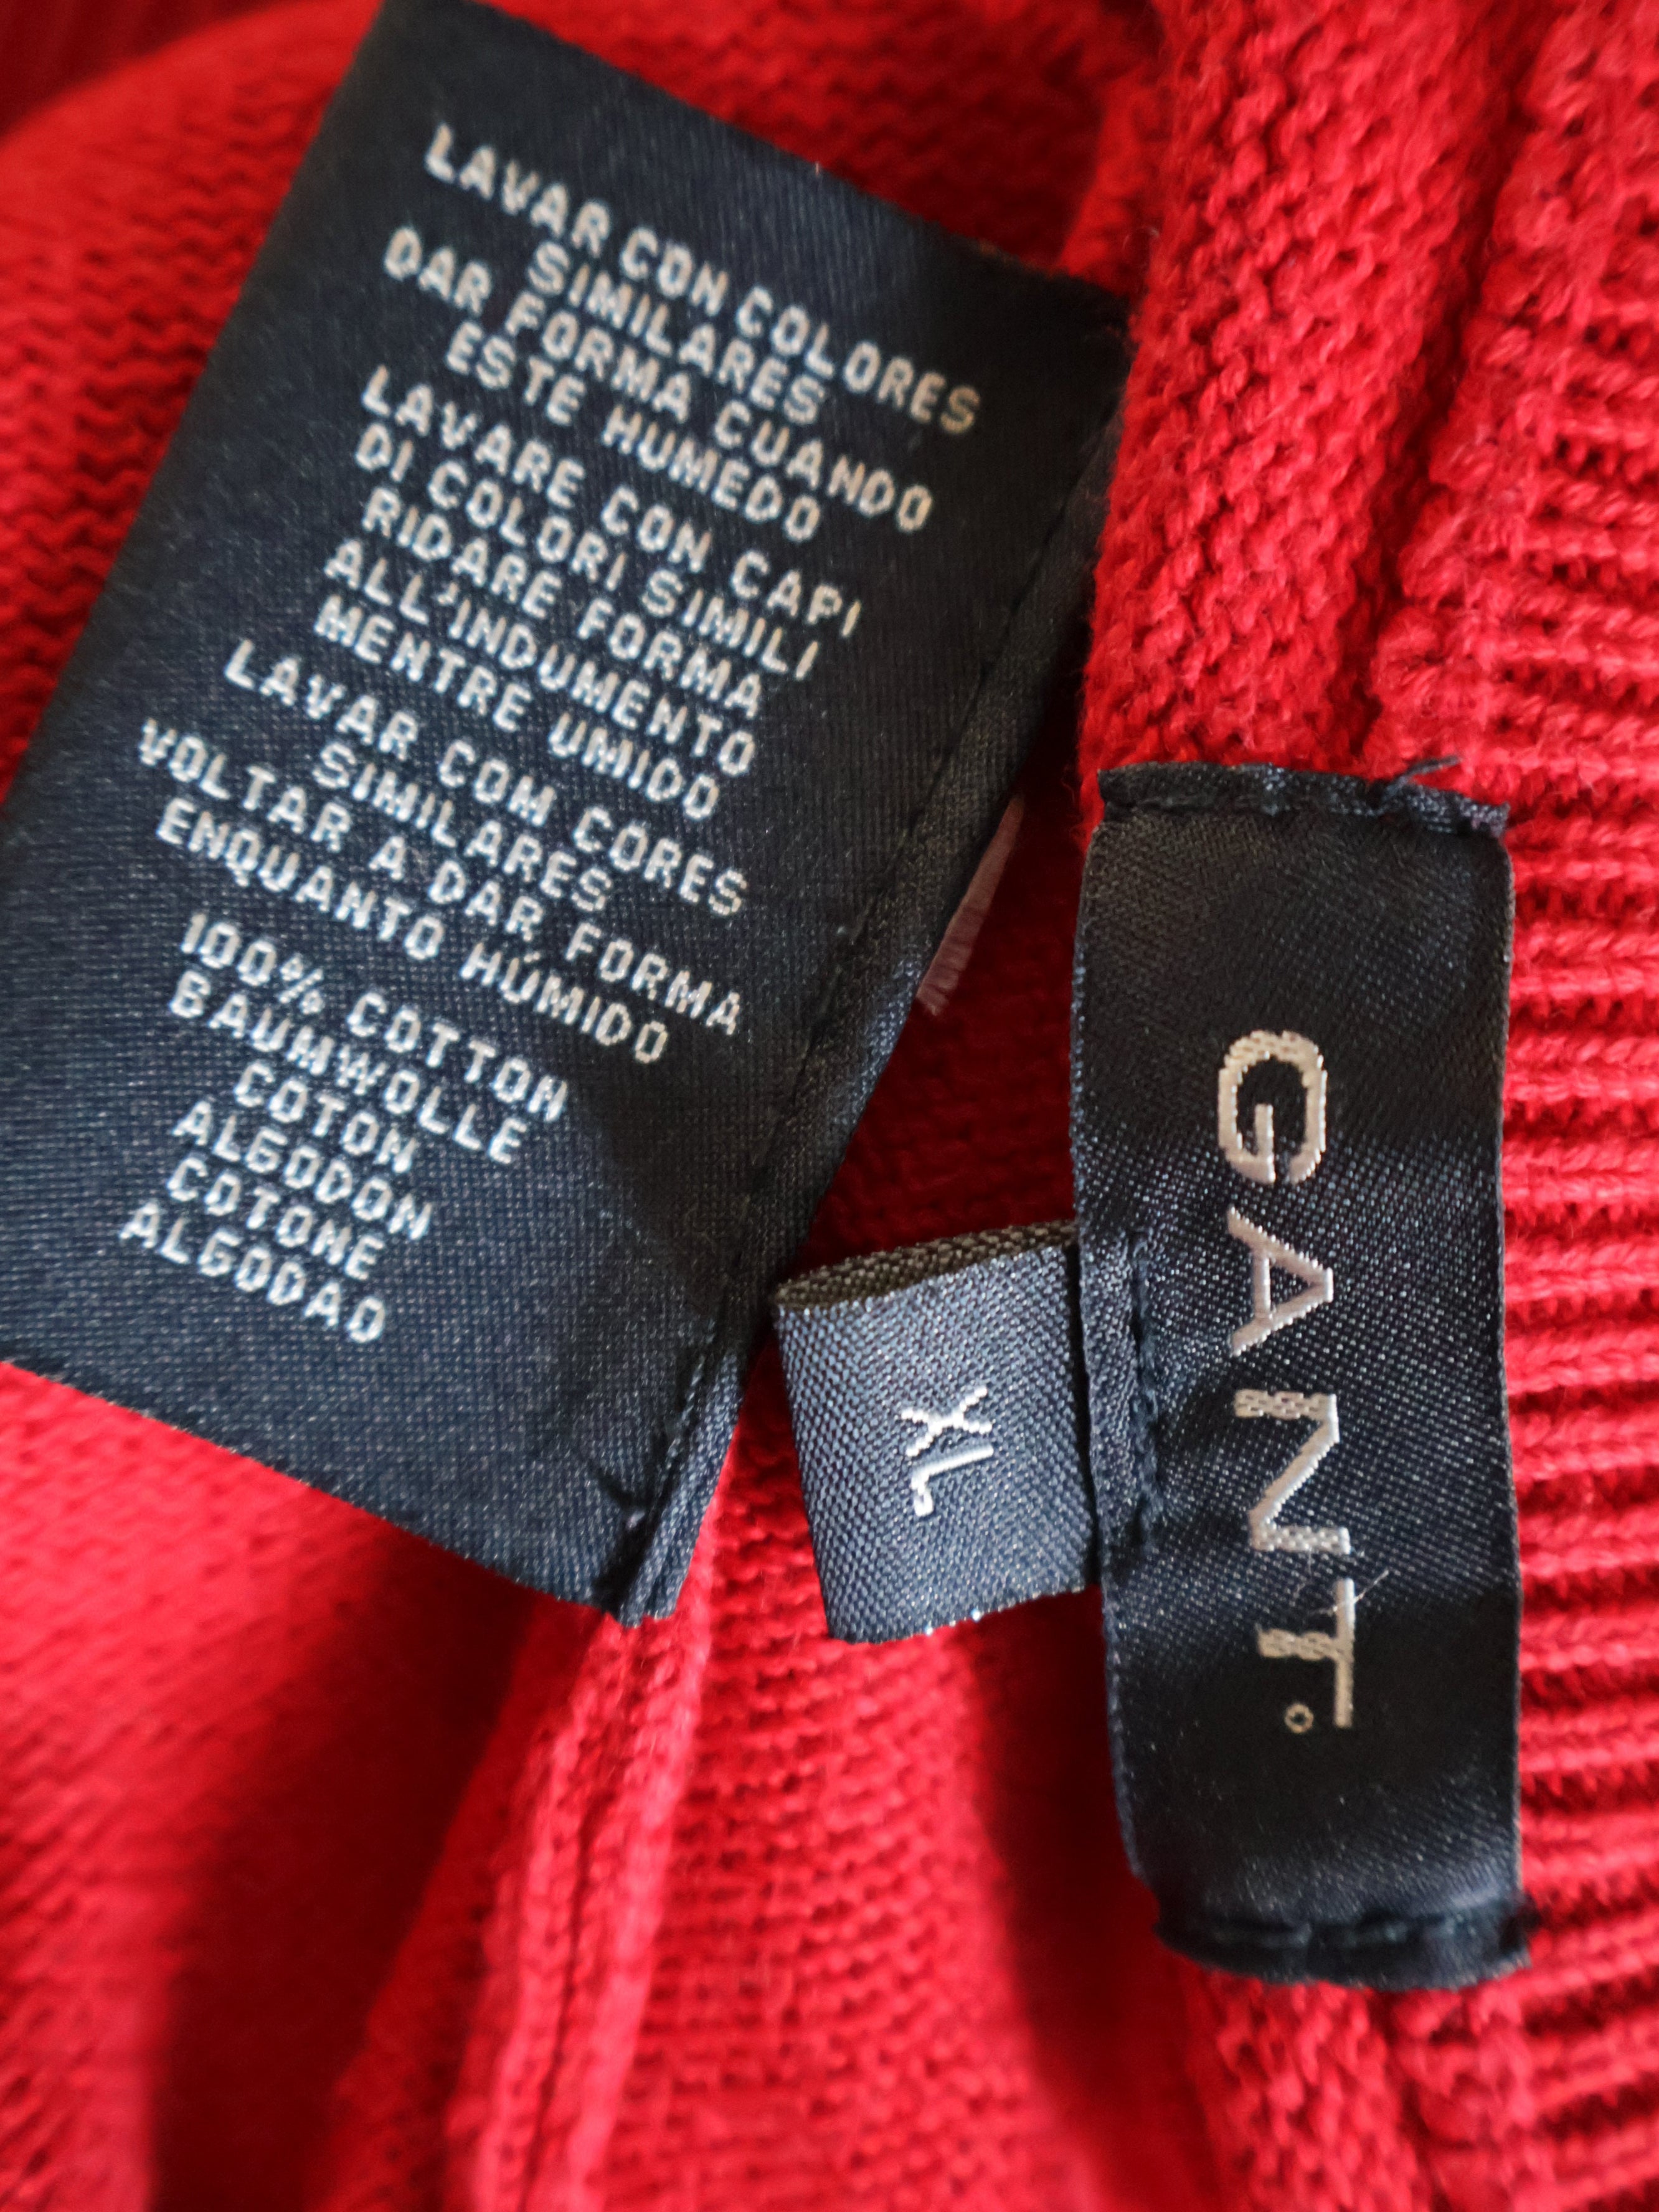 LAVAR CON COLORES
SIMILARES
DAR FORMA CUANDO
ESTE HUMEDO
LAVARE CON CAPI
DI COLORI SIMILI
RIDARE FORMA
ALL'INDUMENTO
MENTRE UMIDO
LAVAR COM CORES
SIMILARES
VOLTAR A DAR FORMA
ENQUANTO HÚMIDO
100% COTTON
BAUMWOLLE
COTON
ALGODON
COTONE
ALGODAO
XL
GANT